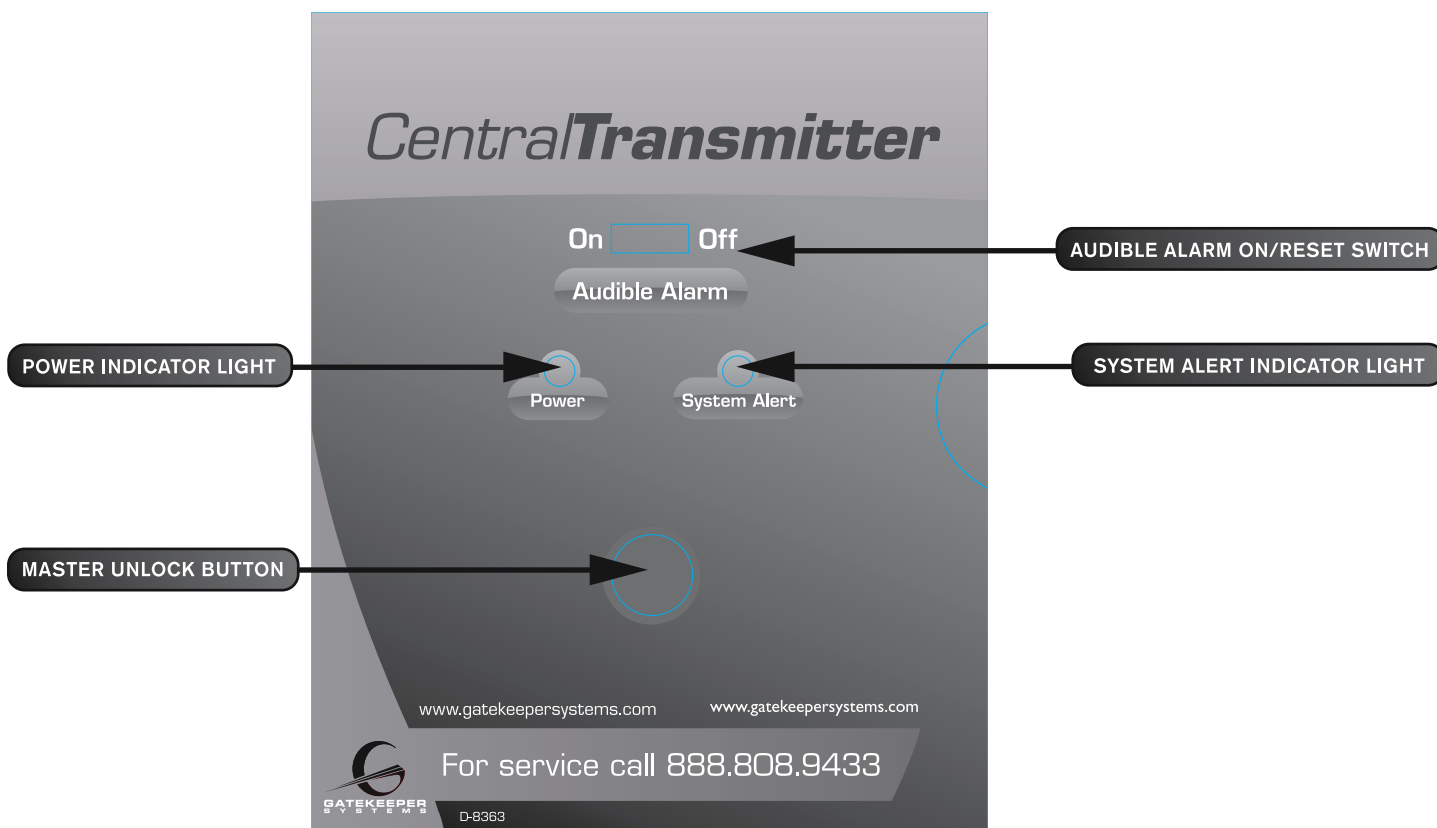 CentralTransmitter
On Off
AUDIBLE ALARM ON/RESET SWITCH
Audible Alarm
POWER INDICATOR LIGHT
SYSTEM ALERT INDICATOR LIGHT
Power
System Alert
MASTER UNLOCK BUTTON
www.gatekeepersystems.com
www.gatekeepersystems.com
For service call 888.808.9433
GATEKEEPER
SYSTEMS
D-8363